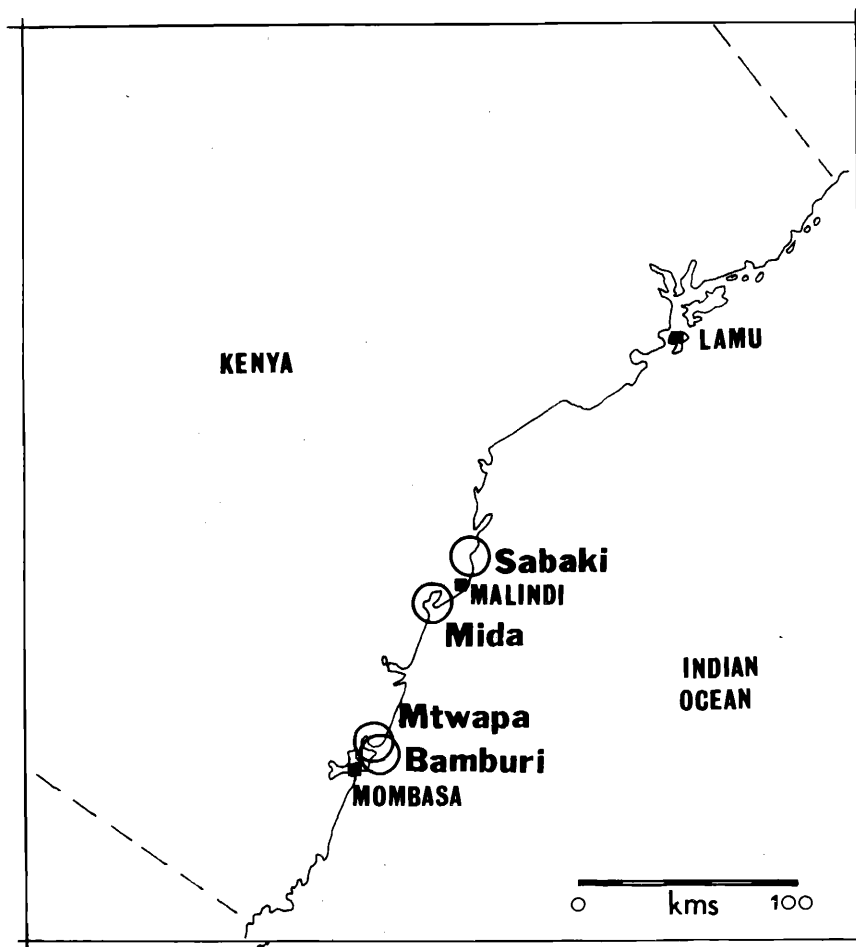 LAMU
KENYA
Sabaki
MALINDI
Mida
INDIAN
OCEAN
Mtwapa
Bamburi
MOMBASA
0 kms 100